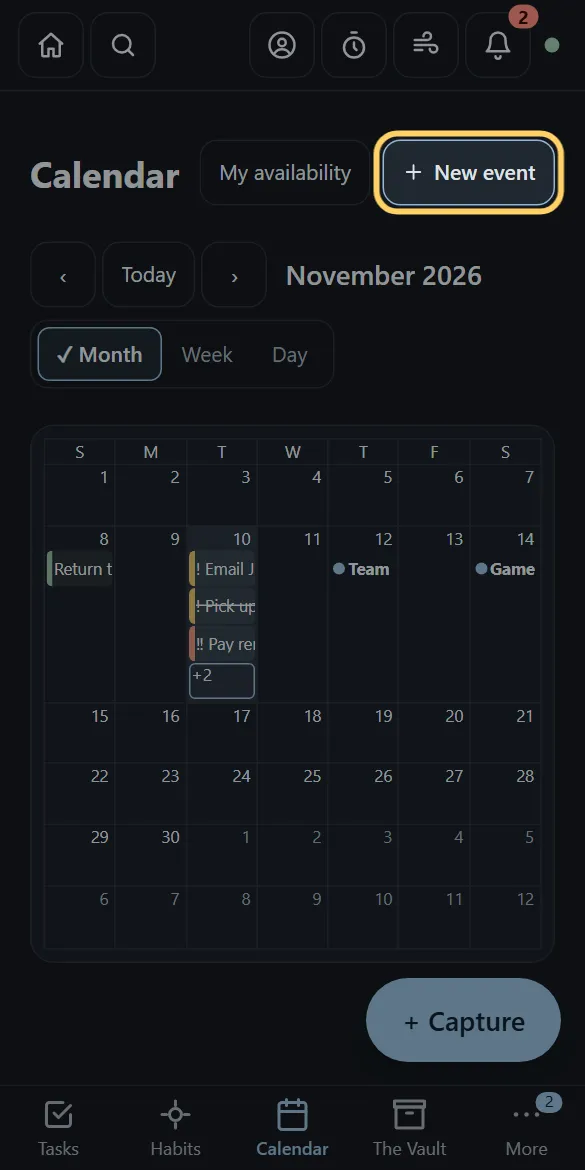 2
Calendar
My availability
+ New event
‹
Today
›
November 2026
✓ Month
Week
Day
S M T W T F S
1 2 3 4 5 6 7
8 9 10 11 12 13 14
Return t
! Email J
Team
Game
! Pick up
!! Pay rer
+2
15 16 17 18 19 20 21
22 23 24 25 26 27 28
29 30 1 2 3 4 5
6 7 8 9 10 11 12
+ Capture
2
Tasks
Habits
Calendar
The Vault
More